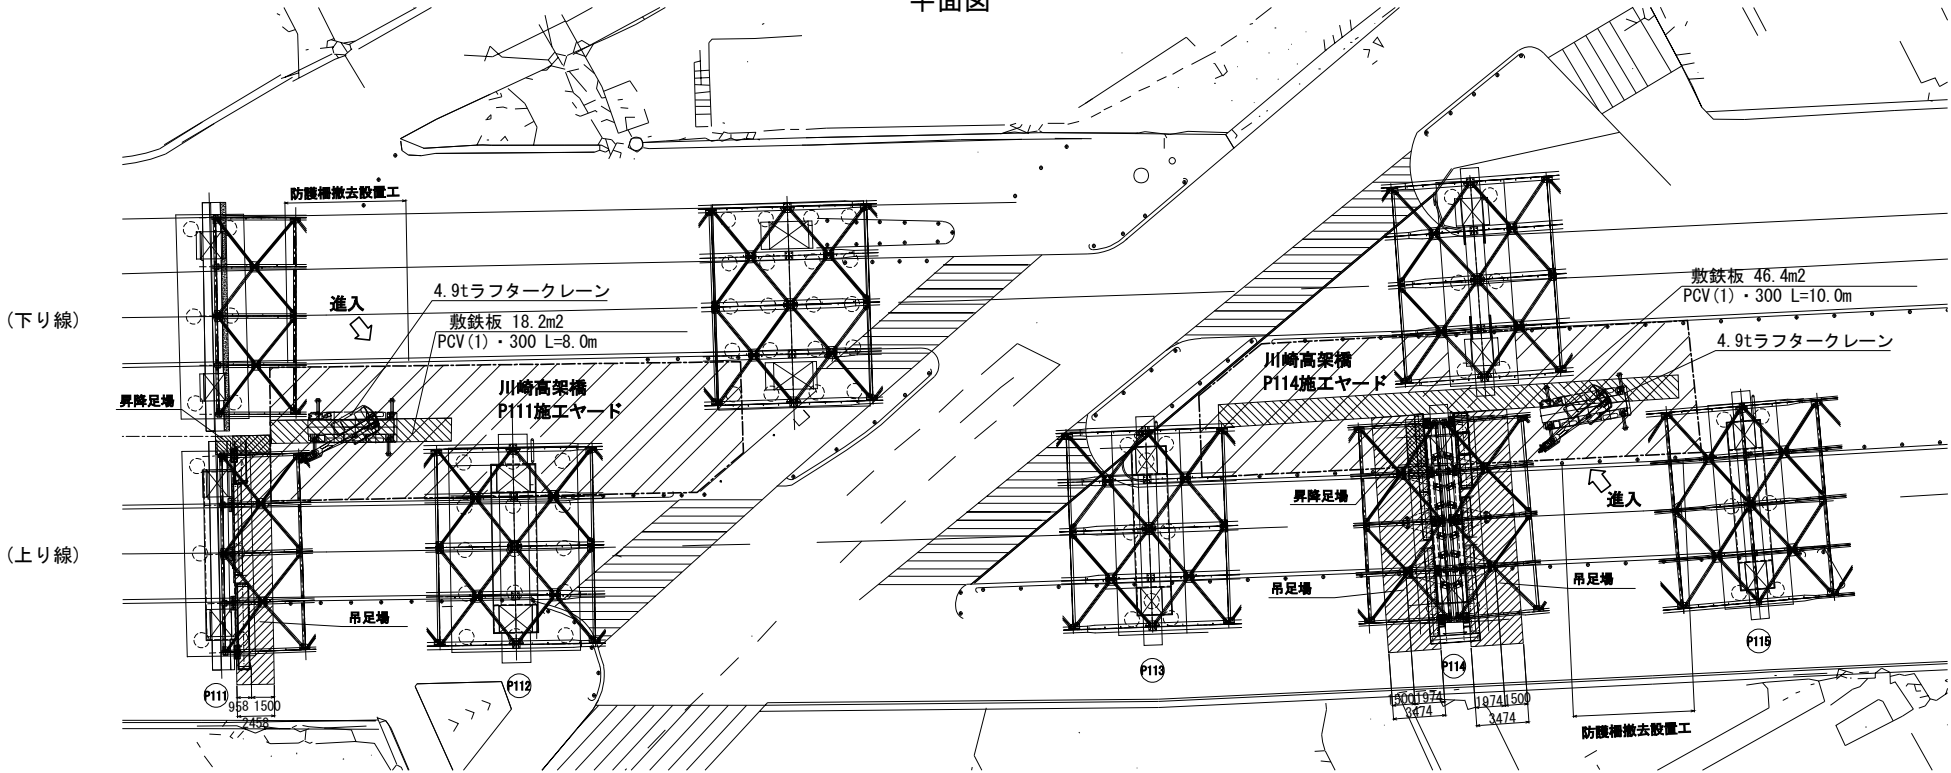 平面図
防護柵撤去設置工
4.9tラフタークレーン
進入
敷鉄板 18.2m2
PCV(1)・300 L=8.0m
敷鉄板 46.4m2
PCV(1)・300 L=10.0m
(下り線)
4.9tラフタークレーン
川崎高架橋
P111施工ヤード
川崎高架橋
P114施工ヤード
昇降足場
昇降足場
進入
(上り線)
吊足場
吊足場
吊足場
P111
P112
P113
P114
P115
958 1500
2458
1500 1974
3474
1974 1500
3474
防護柵撤去設置工